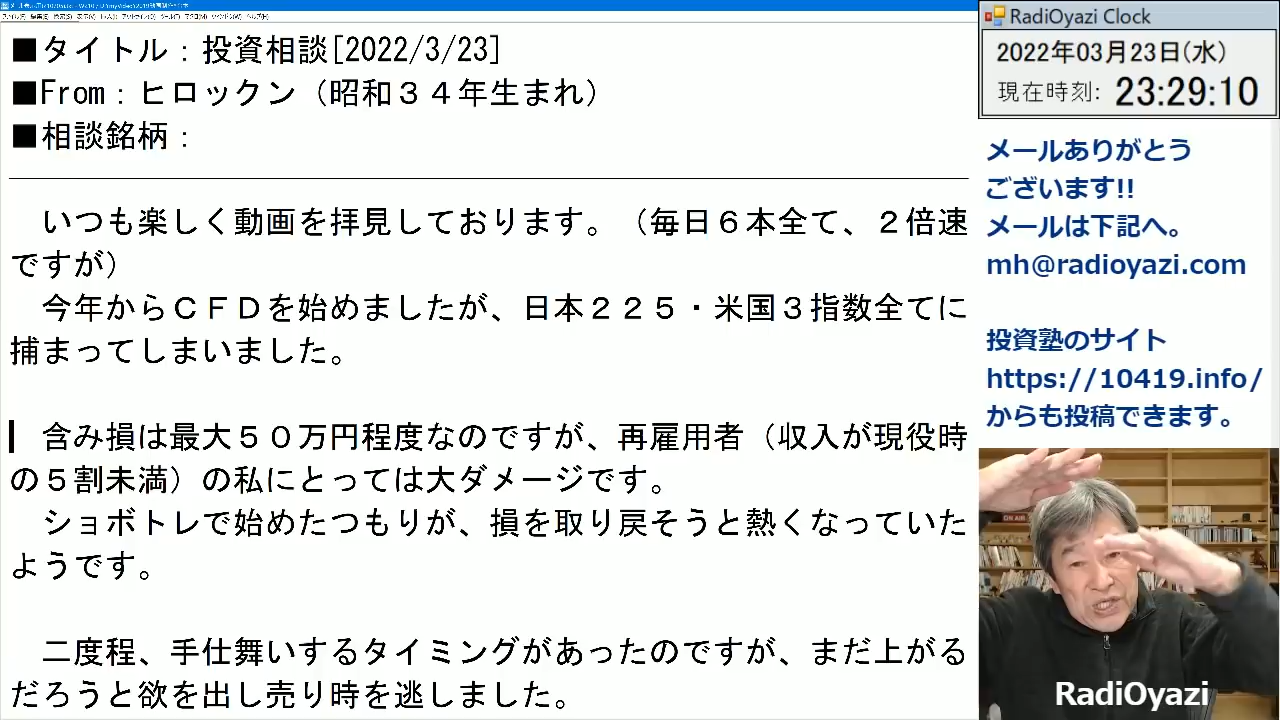 ■タイトル：投資相談[2022/3/23]
■From：ヒロックン（昭和３４年生まれ）
■相談銘柄：
いつも楽しく動画を拝見しております。（毎日６本全て、２倍速
ですが）
今年からＣＦＤを始めましたが、日本２２５・米国３指数全てに
捕まってしまいました。
含み損は最大５０万円程度なのですが、再雇用者（収入が現役時
の５割未満）の私にとっては大ダメージです。
ショボトレで始めたつもりが、損を取り戻そうと熱くなっていた
ようです。
二度程、手仕舞いするタイミングがあったのですが、まだ上がる
だろうと欲を出し売り時を逃しました。
RadiOyazi Clock
2022年03月23日(水)
現在時刻: 23:29:10
メールありがとう
ございます!!
メールは下記へ。
mh@radioyazi.com
投資塾のサイト
https://10419.info/
からも投稿できます。
ON AIR
RadiOyazi